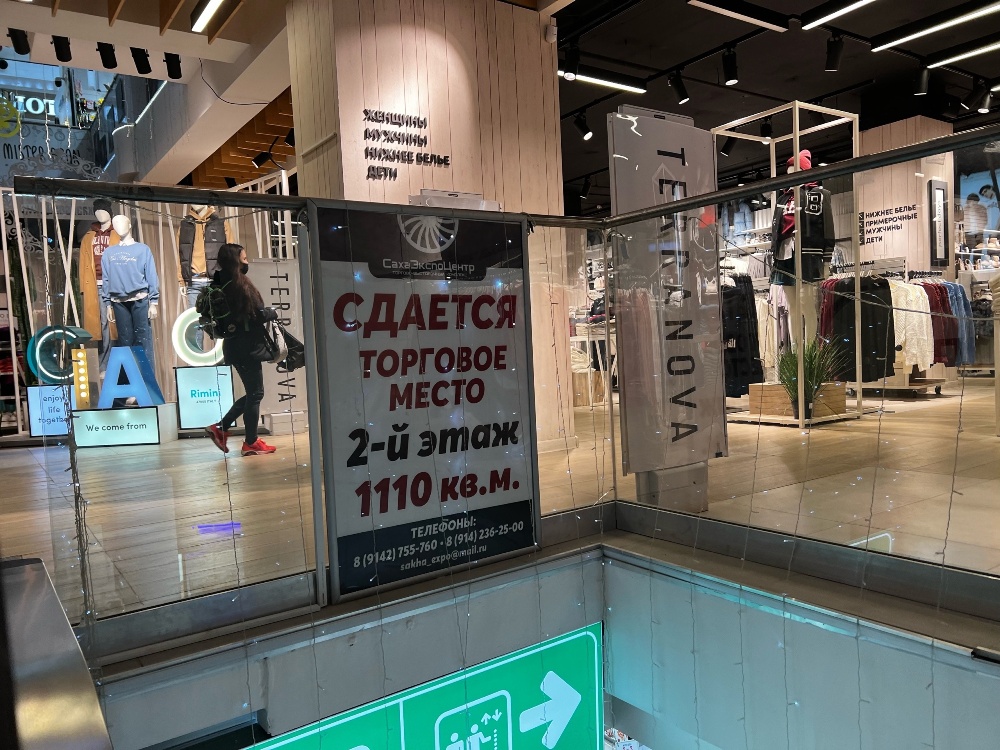 ЖЕНЩИНЫ
МУЖЧИНЫ
НИЖНЕЕ БЕЛЬЕ
ДЕТИ
СахаЭкспоЦентр
СДАЕТСЯ
ТОРГОВОЕ
МЕСТО
2-й этаж
1110 кв.м.
ТЕЛЕФОНЫ:
8 (9142) 755-760 • 8 (914) 236-25-00
sakha_expo@mail.ru
TERRANOVA
TERRANOVA
НИЖНЕЕ БЕЛЬЕ
ПРИМЕРОЧНЫЕ
МУЖЧИНЫ
ДЕТИ
CIAO
enjoy
life
together
We come from
Rimini